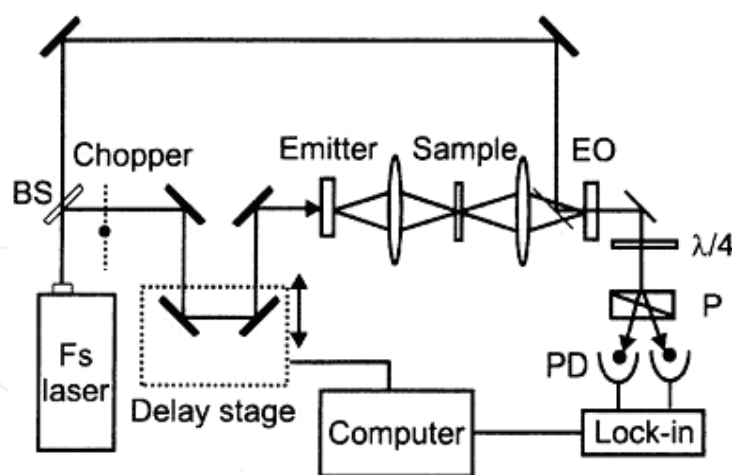 Chopper
BS
Emitter
Sample
EO
λ/4
P
PD
Fs
laser
Delay stage
Computer
Lock-in